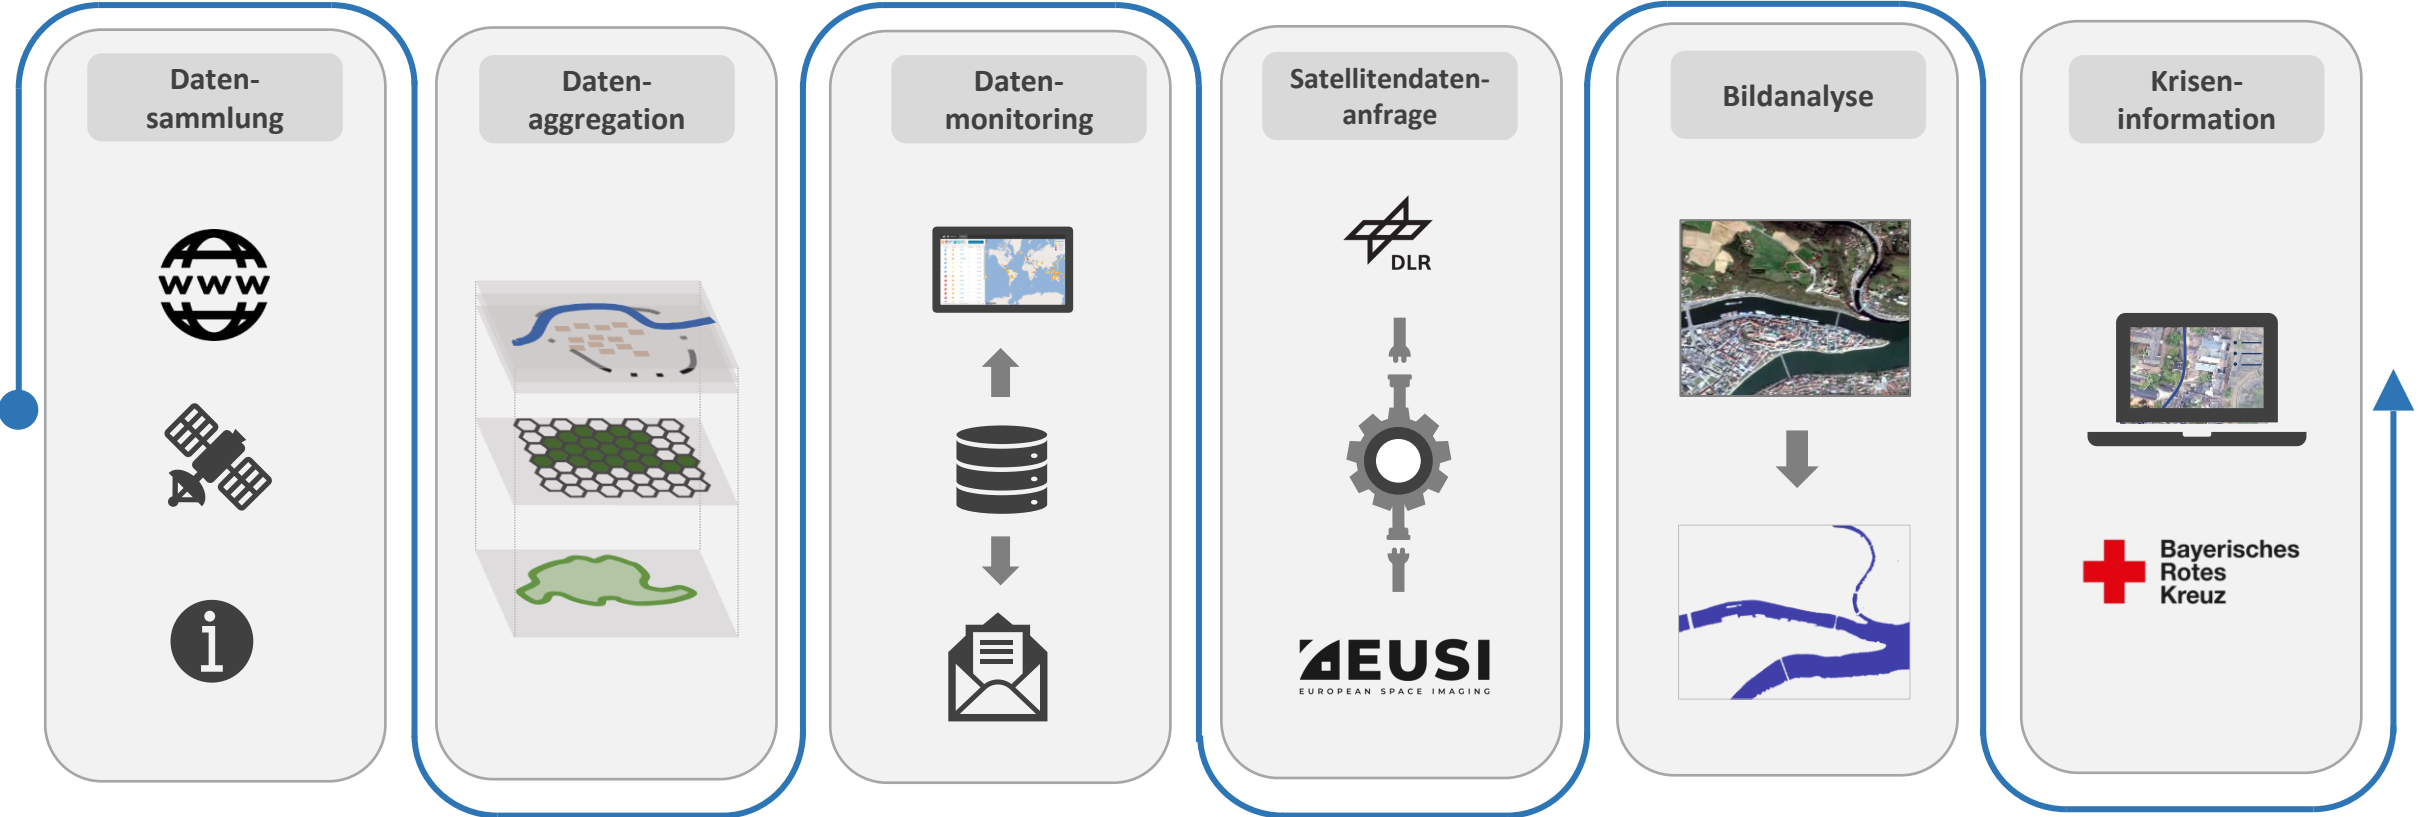 Daten-
sammlung
Daten-
aggregation
Daten-
monitoring
Satellitendaten-
anfrage
Bildanalyse
Krisen-
information
www
DLR
EUSI
EUROPEAN SPACE IMAGING
Bayerisches
Rotes
Kreuz